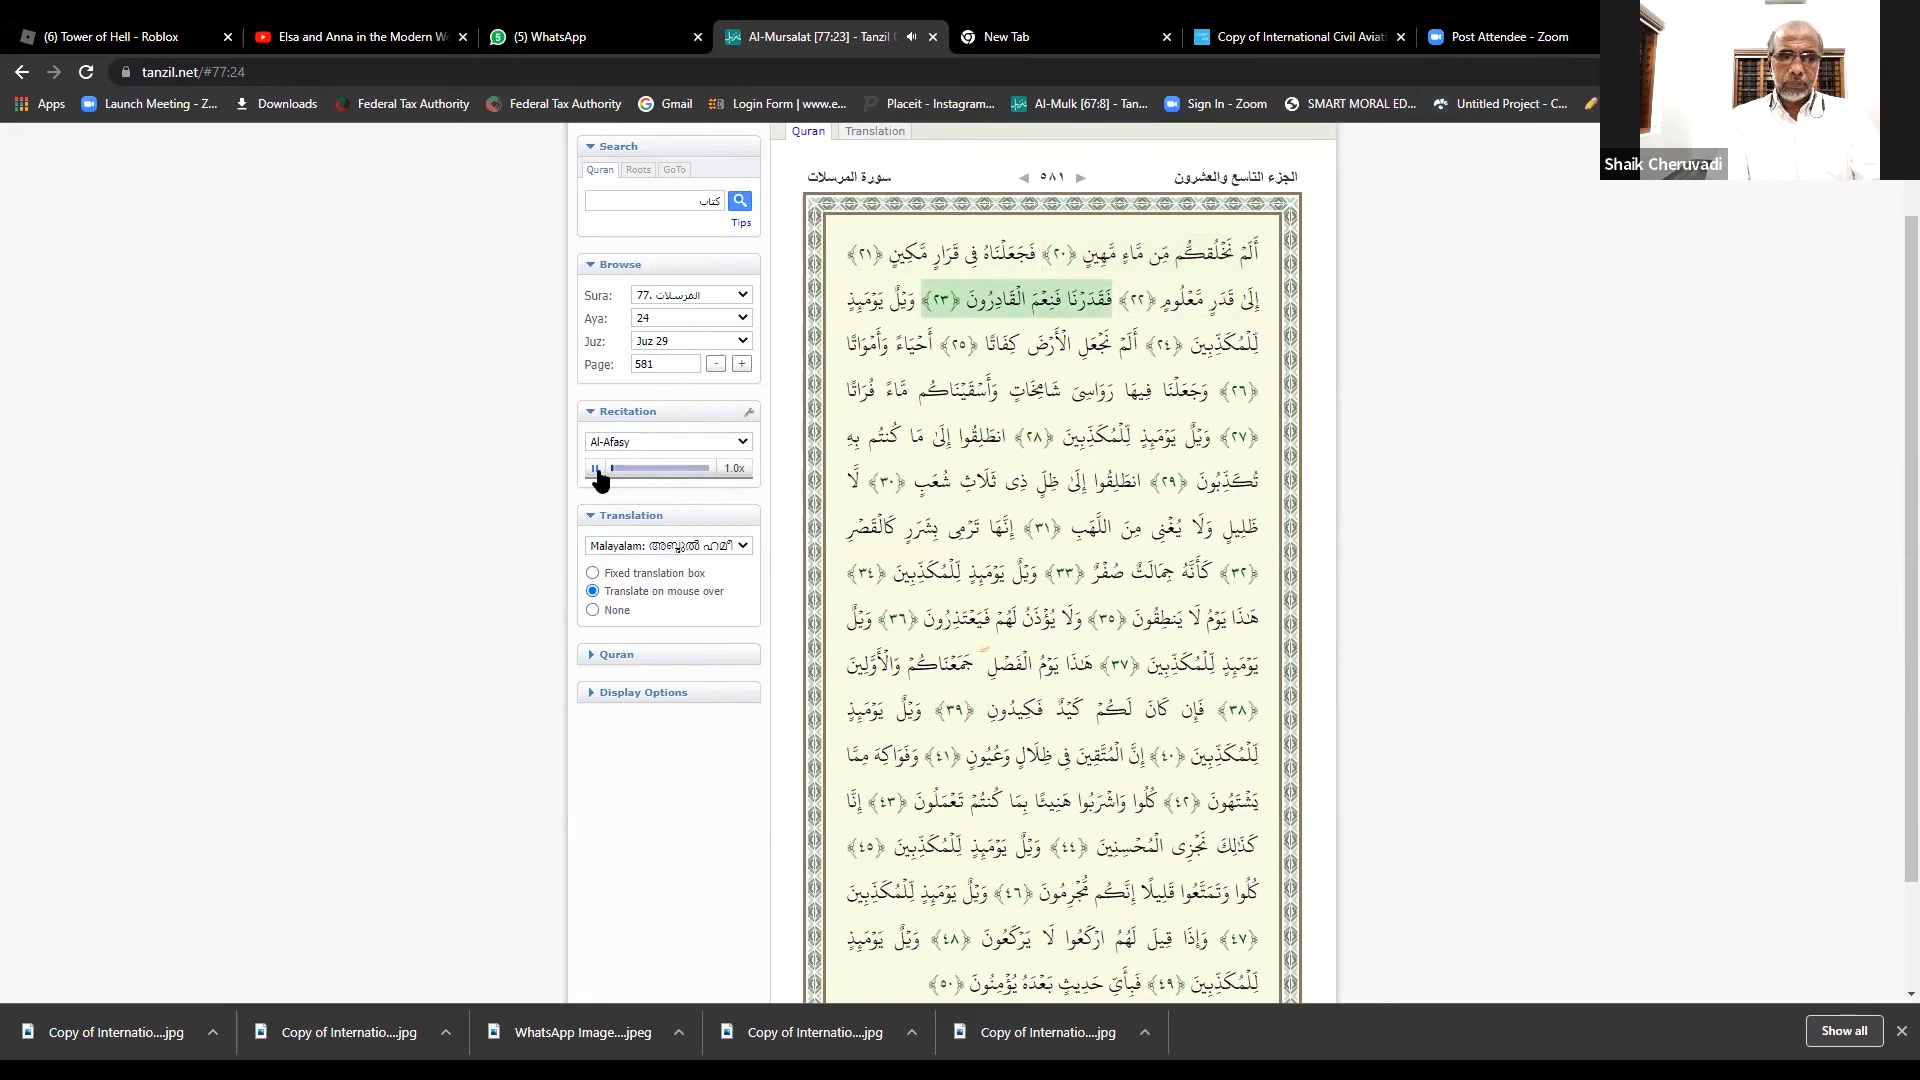 (6) Tower of Hell - Roblox
Elsa and Anna in the Modern Wo
(5) WhatsApp
Al-Mursalat [77:23] - Tanzil
New Tab
Copy of International Civil Aviati
Post Attendee - Zoom
tanzil.net/#77:24
Apps
Launch Meeting - Z...
Downloads
Federal Tax Authority
Federal Tax Authority
Gmail
Login Form | www.e...
Placeit - Instagram...
Al-Mulk [67:8] - Tan...
Sign In - Zoom
SMART MORAL ED...
Untitled Project - C...
Shaik Cheruvadi
Search
Quran Roots GoTo
كتاب
Tips
Browse
Sura: 77. المرسلات
Aya: 24
Juz: Juz 29
Page: 581 - +
Recitation
Al-Afasy
1.0x
Translation
Malayalam: അബ്ദുൽ ഹമീ
Fixed translation box
Translate on mouse over
None
Quran
Display Options
Quran Translation
الجزء التاسع والعشرون ٥٨١ سورة المرسلات
أَلَمْ نَخْلُقكُّم مِّن مَّاءٍ مَّهِينٍ ﴿٢٠﴾ فَجَعَلْنَاهُ فِي قَرَارٍ مَّكِينٍ ﴿٢١﴾
إِلَىٰ قَدَرٍ مَّعْلُومٍ ﴿٢٢﴾ فَقَدَرْنَا فَنِعْمَ الْقَادِرُونَ ﴿٢٣﴾ وَيْلٌ يَوْمَئِذٍ
لِّلْمُكَذِّبِينَ ﴿٢٤﴾ أَلَمْ نَجْعَلِ الْأَرْضَ كِفَاتًا ﴿٢٥﴾ أَحْيَاءً وَأَمْوَاتًا
﴿٢٦﴾ وَجَعَلْنَا فِيهَا رَوَاسِيَ شَامِخَاتٍ وَأَسْقَيْنَاكُم مَّاءً فُرَاتًا
﴿٢٧﴾ وَيْلٌ يَوْمَئِذٍ لِّلْمُكَذِّبِينَ ﴿٢٨﴾ انطَلِقُوا إِلَىٰ مَا كُنتُم بِهِ
تُكَذِّبُونَ ﴿٢٩﴾ انطَلِقُوا إِلَىٰ ظِلٍّ ذِي ثَلَاثِ شُعَبٍ ﴿٣٠﴾ لَّا
ظَلِيلٍ وَلَا يُغْنِي مِنَ اللَّهَبِ ﴿٣١﴾ إِنَّهَا تَرْمِي بِشَرَرٍ كَالْقَصْرِ
﴿٣٢﴾ كَأَنَّهُ جِمَالَتٌ صُفْرٌ ﴿٣٣﴾ وَيْلٌ يَوْمَئِذٍ لِّلْمُكَذِّبِينَ ﴿٣٤﴾
هَٰذَا يَوْمُ لَا يَنطِقُونَ ﴿٣٥﴾ وَلَا يُؤْذَنُ لَهُمْ فَيَعْتَذِرُونَ ﴿٣٦﴾ وَيْلٌ
يَوْمَئِذٍ لِّلْمُكَذِّبِينَ ﴿٣٧﴾ هَٰذَا يَوْمُ الْفَصْلِ ۖ جَمَعْنَاكُمْ وَالْأَوَّلِينَ
﴿٣٨﴾ فَإِن كَانَ لَكُمْ كَيْدٌ فَكِيدُونِ ﴿٣٩﴾ وَيْلٌ يَوْمَئِذٍ
لِّلْمُكَذِّبِينَ ﴿٤٠﴾ إِنَّ الْمُتَّقِينَ فِي ظِلَالٍ وَعُيُونٍ ﴿٤١﴾ وَفَوَاكِهَ مِمَّا
يَشْتَهُونَ ﴿٤٢﴾ كُلُوا وَاشْرَبُوا هَنِيئًا بِمَا كُنتُمْ تَعْمَلُونَ ﴿٤٣﴾ إِنَّا
كَذَٰلِكَ نَجْزِي الْمُحْسِنِينَ ﴿٤٤﴾ وَيْلٌ يَوْمَئِذٍ لِّلْمُكَذِّبِينَ ﴿٤٥﴾
كُلُوا وَتَمَتَّعُوا قَلِيلًا إِنَّكُم مُّجْرِمُونَ ﴿٤٦﴾ وَيْلٌ يَوْمَئِذٍ لِّلْمُكَذِّبِينَ
﴿٤٧﴾ وَإِذَا قِيلَ لَهُمُ ارْكَعُوا لَا يَرْكَعُونَ ﴿٤٨﴾ وَيْلٌ يَوْمَئِذٍ
لِّلْمُكَذِّبِينَ ﴿٤٩﴾ فَبِأَيِّ حَدِيثٍ بَعْدَهُ يُؤْمِنُونَ ﴿٥٠﴾
Copy of Internatio....jpg
Copy of Internatio....jpg
WhatsApp Image....jpeg
Copy of Internatio....jpg
Copy of Internatio....jpg
Show all